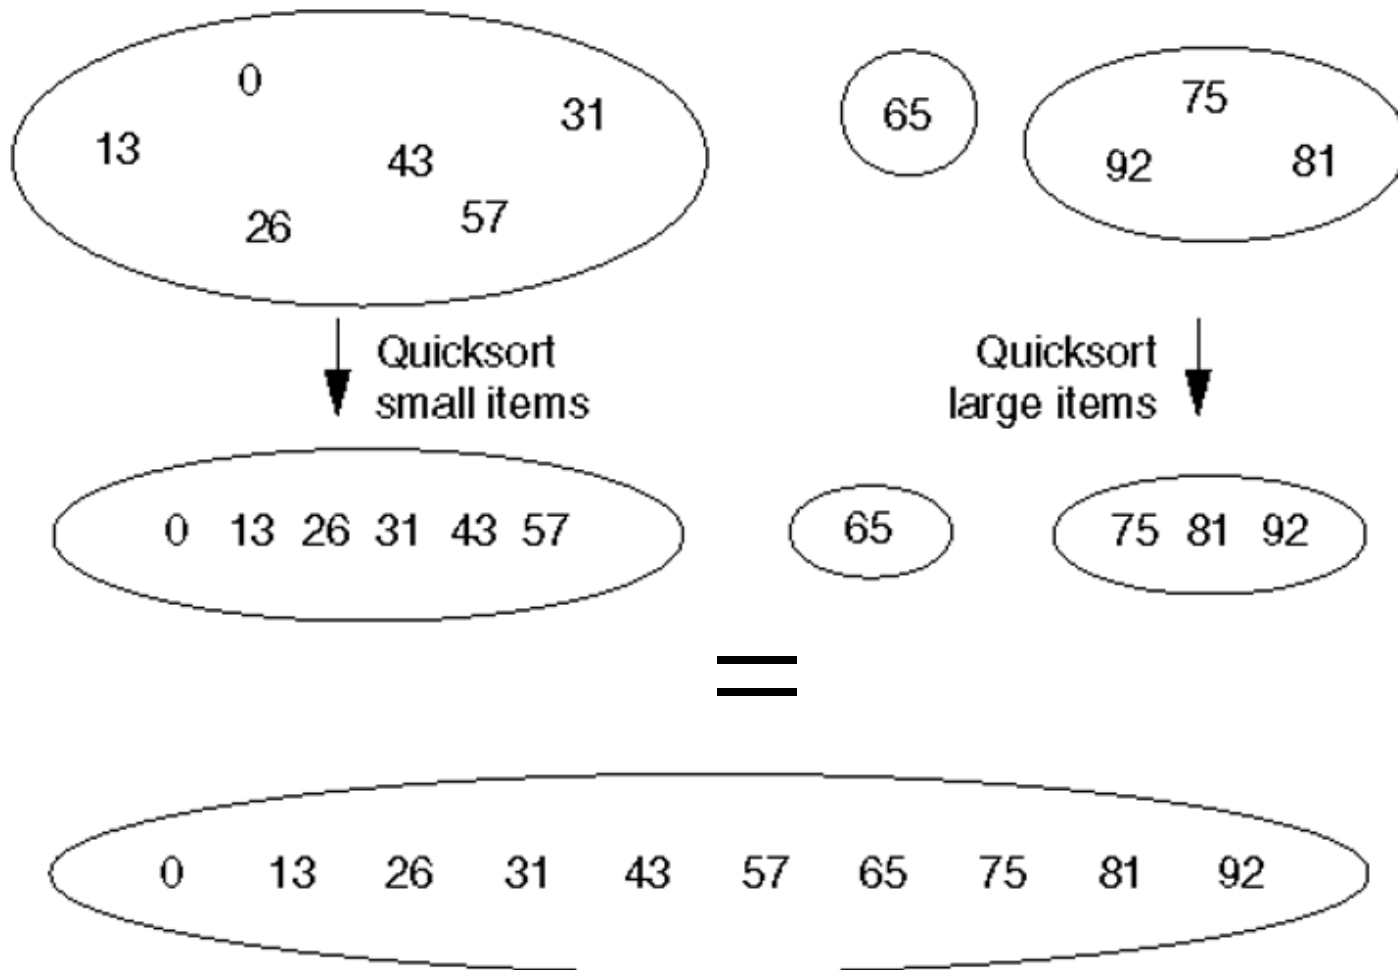 0
31
13
43
26
57
65
75
92
81
Quicksort
small items
Quicksort
large items
0 13 26 31 43 57
65
75 81 92
=
0 13 26 31 43 57 65 75 81 92